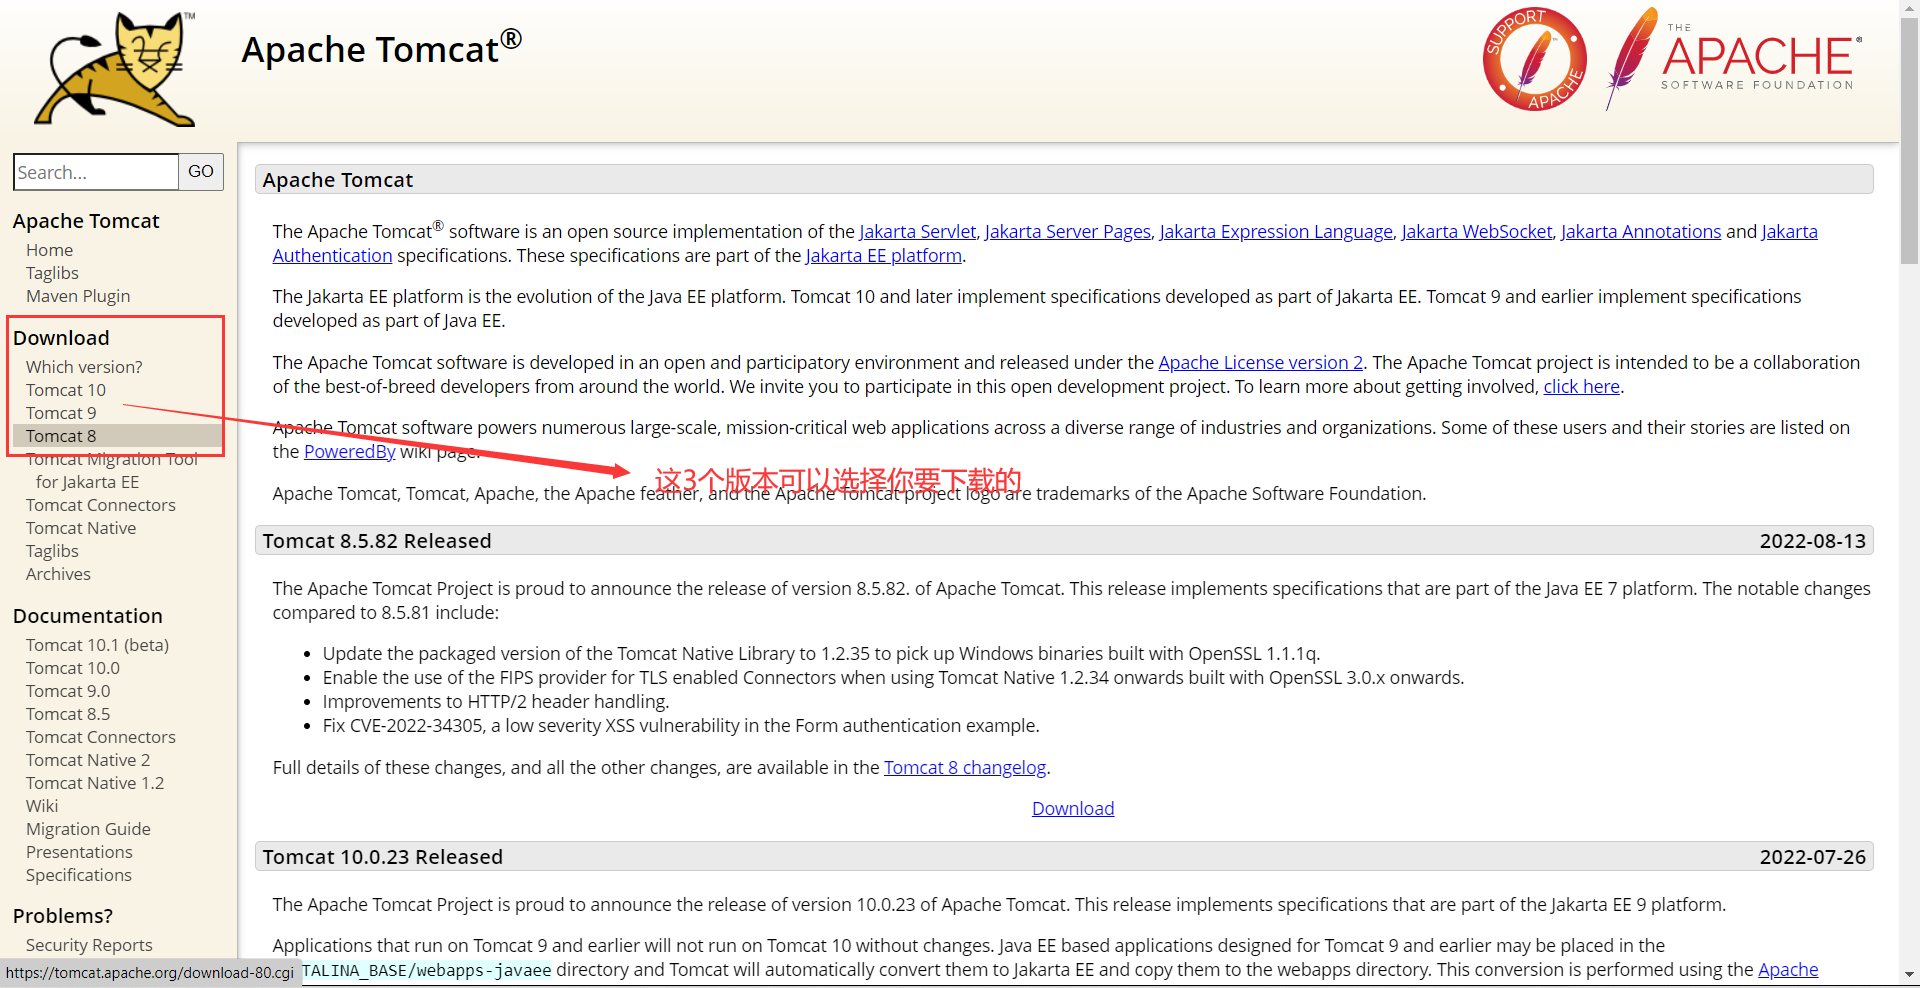 TM
Apache Tomcat®
SUPPORT APACHE
THE
APACHE®
SOFTWARE FOUNDATION
Search...
GO
Apache Tomcat
Home
Taglibs
Maven Plugin
Download
Which version?
Tomcat 10
Tomcat 9
Tomcat 8
Tomcat Migration Tool
for Jakarta EE
Tomcat Connectors
Tomcat Native
Taglibs
Archives
Documentation
Tomcat 10.1 (beta)
Tomcat 10.0
Tomcat 9.0
Tomcat 8.5
Tomcat Connectors
Tomcat Native 2
Tomcat Native 1.2
Wiki
Migration Guide
Presentations
Specifications
Problems?
Security Reports
https://tomcat.apache.org/download-80.cgi
Apache Tomcat
The Apache Tomcat® software is an open source implementation of the Jakarta Servlet, Jakarta Server Pages, Jakarta Expression Language, Jakarta WebSocket, Jakarta Annotations and Jakarta
Authentication specifications. These specifications are part of the Jakarta EE platform.
The Jakarta EE platform is the evolution of the Java EE platform. Tomcat 10 and later implement specifications developed as part of Jakarta EE. Tomcat 9 and earlier implement specifications
developed as part of Java EE.
The Apache Tomcat software is developed in an open and participatory environment and released under the Apache License version 2. The Apache Tomcat project is intended to be a collaboration
of the best-of-breed developers from around the world. We invite you to participate in this open development project. To learn more about getting involved, click here.
Apache Tomcat software powers numerous large-scale, mission-critical web applications across a diverse range of industries and organizations. Some of these users and their stories are listed on
the PoweredBy wiki page.
这3个版本可以选择你要下载的
Apache Tomcat, Tomcat, Apache, the Apache feather, and the Apache Tomcat project logo are trademarks of the Apache Software Foundation.
Tomcat 8.5.82 Released
2022-08-13
The Apache Tomcat Project is proud to announce the release of version 8.5.82. of Apache Tomcat. This release implements specifications that are part of the Java EE 7 platform. The notable changes
compared to 8.5.81 include:
• Update the packaged version of the Tomcat Native Library to 1.2.35 to pick up Windows binaries built with OpenSSL 1.1.1q.
• Enable the use of the FIPS provider for TLS enabled Connectors when using Tomcat Native 1.2.34 onwards built with OpenSSL 3.0.x onwards.
• Improvements to HTTP/2 header handling.
• Fix CVE-2022-34305, a low severity XSS vulnerability in the Form authentication example.
Full details of these changes, and all the other changes, are available in the Tomcat 8 changelog.
Download
Tomcat 10.0.23 Released
2022-07-26
The Apache Tomcat Project is proud to announce the release of version 10.0.23 of Apache Tomcat. This release implements specifications that are part of the Jakarta EE 9 platform.
Applications that run on Tomcat 9 and earlier will not run on Tomcat 10 without changes. Java EE based applications designed for Tomcat 9 and earlier may be placed in the
TALINA_BASE/webapps-javaee directory and Tomcat will automatically convert them to Jakarta EE and copy them to the webapps directory. This conversion is performed using the Apache